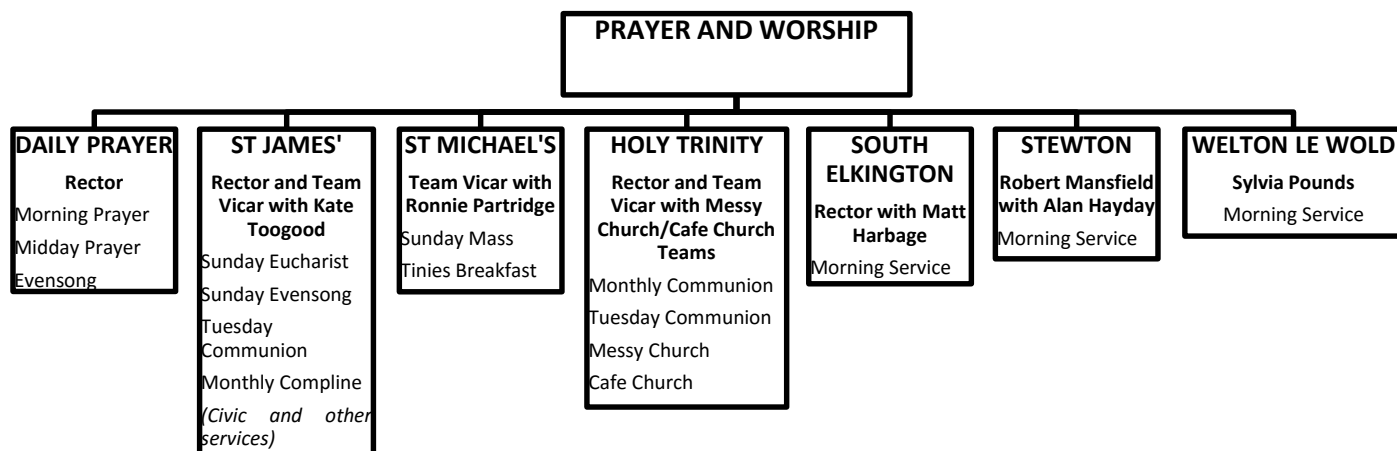 PRAYER AND WORSHIP
DAILY PRAYER
Rector
Morning Prayer
Midday Prayer
Evensong
ST JAMES'
Rector and Team
Vicar with Kate
Toogood
Sunday Eucharist
Sunday Evensong
Tuesday
Communion
Monthly Compline
(Civic and other
services)
ST MICHAEL'S
Team Vicar with
Ronnie Partridge
Sunday Mass
Tinies Breakfast
HOLY TRINITY
Rector and Team
Vicar with Messy
Church/Cafe Church
Teams
Monthly Communion
Tuesday Communion
Messy Church
Cafe Church
SOUTH
ELKINGTON
Rector with Matt
Harbage
Morning Service
STEWTON
Robert Mansfield
with Alan Hayday
Morning Service
WELTON LE WOLD
Sylvia Pounds
Morning Service